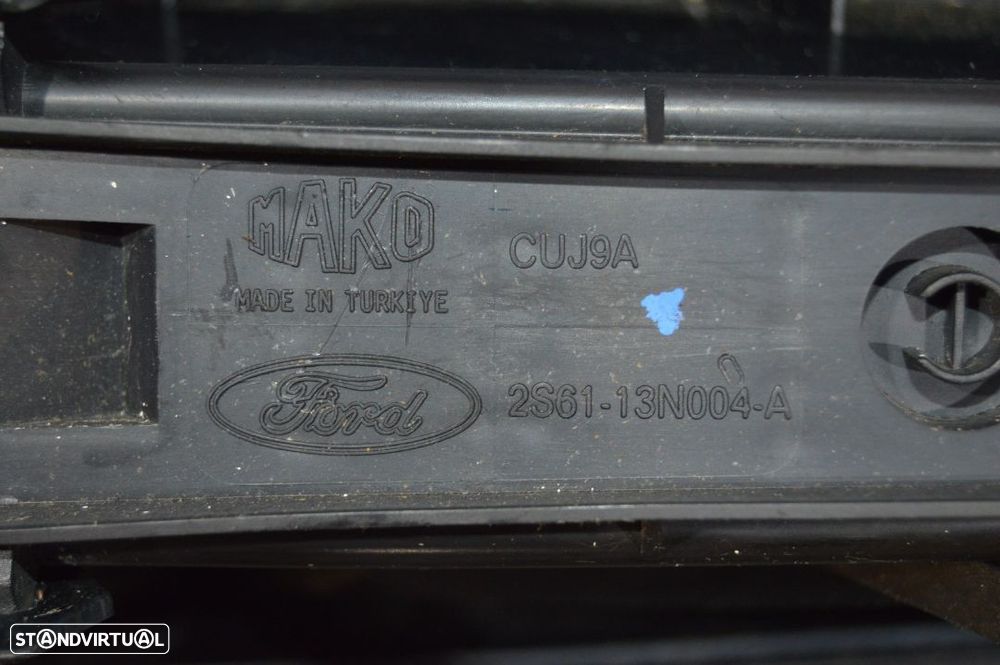 MAKO
MADE IN TURKIYE
CUJ9A
Ford
2S61-13N004-A
STANDVIRTUAL